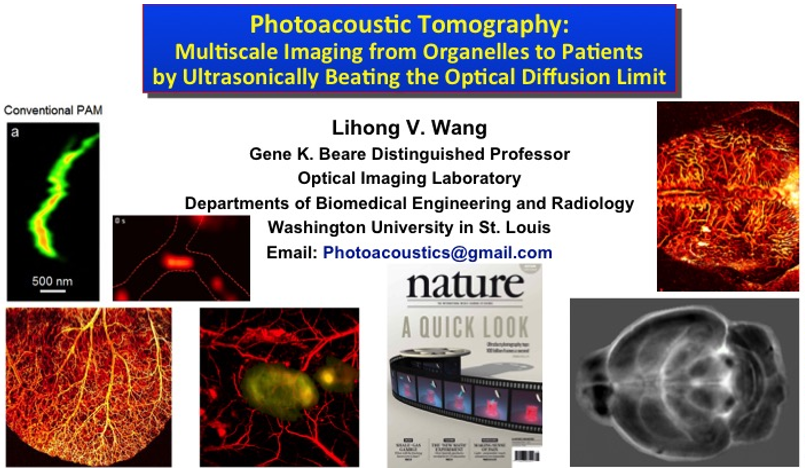 Photoacoustic Tomography:
Multiscale Imaging from Organelles to Patients
by Ultrasonically Beating the Optical Diffusion Limit
Conventional PAM
a
500 nm
Lihong V. Wang
Gene K. Beare Distinguished Professor
Optical Imaging Laboratory
Departments of Biomedical Engineering and Radiology
Washington University in St. Louis
Email: Photoacoustics@gmail.com
nature
A QUICK LOOK